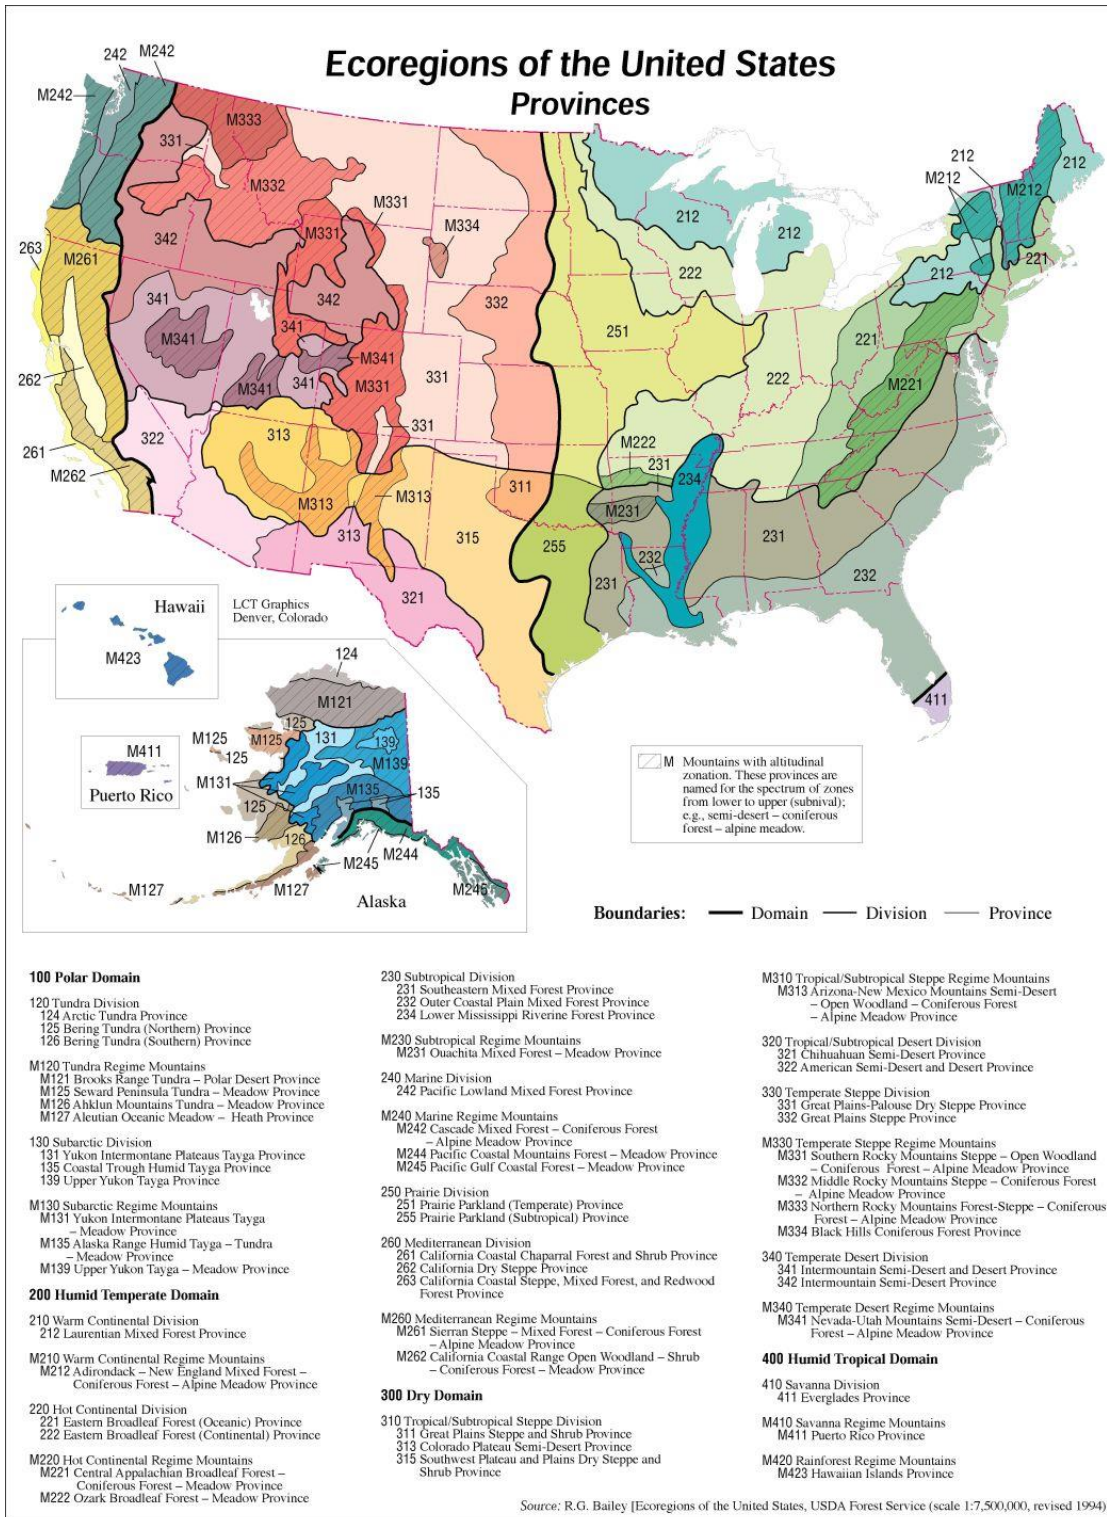 Ecoregions of the United States
Provinces
242
M242
M242
331
M333
M332
M331
M334
M331
263
M261
342
341
M341
342
341
M341
M341
341
M331
331
332
331
262
261
M262
322
313
M313
313
M313
311
315
321
212
212
222
251
222
M222
231
234
M231
255
231
232
231
232
411
212
M212
M212
212
221
212
221
M221
Hawaii
M423
LCT Graphics
Denver, Colorado
124
M121
125
M125
M125
125
131
139
M139
M131
M135
135
125
M126
126
M245
M244
M127
M127
M245
Alaska
M411
Puerto Rico
M Mountains with altitudinal
zonation. These provinces are
named for the spectrum of zones
from lower to upper (subnival);
e.g., semi-desert – coniferous
forest – alpine meadow.
Boundaries: Domain Division Province
100 Polar Domain
120 Tundra Division
124 Arctic Tundra Province
125 Bering Tundra (Northern) Province
126 Bering Tundra (Southern) Province
M120 Tundra Regime Mountains
M121 Brooks Range Tundra – Polar Desert Province
M125 Seward Peninsula Tundra – Meadow Province
M126 Ahklun Mountains Tundra – Meadow Province
M127 Aleutian Oceanic Meadow – Heath Province
130 Subarctic Division
131 Yukon Intermontane Plateaus Tayga Province
135 Coastal Trough Humid Tayga Province
139 Upper Yukon Tayga Province
M130 Subarctic Regime Mountains
M131 Yukon Intermontane Plateaus Tayga
– Meadow Province
M135 Alaska Range Humid Tayga – Tundra
– Meadow Province
M139 Upper Yukon Tayga – Meadow Province
200 Humid Temperate Domain
210 Warm Continental Division
212 Laurentian Mixed Forest Province
M210 Warm Continental Regime Mountains
M212 Adirondack – New England Mixed Forest –
Coniferous Forest – Alpine Meadow Province
220 Hot Continental Division
221 Eastern Broadleaf Forest (Oceanic) Province
222 Eastern Broadleaf Forest (Continental) Province
M220 Hot Continental Regime Mountains
M221 Central Appalachian Broadleaf Forest –
Coniferous Forest – Meadow Province
M222 Ozark Broadleaf Forest – Meadow Province
230 Subtropical Division
231 Southeastern Mixed Forest Province
232 Outer Coastal Plain Mixed Forest Province
234 Lower Mississippi Riverine Forest Province
M230 Subtropical Regime Mountains
M231 Ouachita Mixed Forest – Meadow Province
240 Marine Division
242 Pacific Lowland Mixed Forest Province
M240 Marine Regime Mountains
M242 Cascade Mixed Forest – Coniferous Forest
– Alpine Meadow Province
M244 Pacific Coastal Mountains Forest – Meadow Province
M245 Pacific Gulf Coastal Forest – Meadow Province
250 Prairie Division
251 Prairie Parkland (Temperate) Province
255 Prairie Parkland (Subtropical) Province
260 Mediterranean Division
261 California Coastal Chaparral Forest and Shrub Province
262 California Dry Steppe Province
263 California Coastal Steppe, Mixed Forest, and Redwood
Forest Province
M260 Mediterranean Regime Mountains
M261 Sierran Steppe – Mixed Forest – Coniferous Forest
– Alpine Meadow Province
M262 California Coastal Range Open Woodland – Shrub
– Coniferous Forest – Meadow Province
300 Dry Domain
310 Tropical/Subtropical Steppe Division
311 Great Plains Steppe and Shrub Province
313 Colorado Plateau Semi-Desert Province
315 Southwest Plateau and Plains Dry Steppe and
Shrub Province
M310 Tropical/Subtropical Steppe Regime Mountains
M313 Arizona-New Mexico Mountains Semi-Desert
– Open Woodland – Coniferous Forest
– Alpine Meadow Province
320 Tropical/Subtropical Desert Division
321 Chihuahuan Semi-Desert Province
322 American Semi-Desert and Desert Province
330 Temperate Steppe Division
331 Great Plains-Palouse Dry Steppe Province
332 Great Plains Steppe Province
M330 Temperate Steppe Regime Mountains
M331 Southern Rocky Mountains Steppe – Open Woodland
– Coniferous Forest – Alpine Meadow Province
M332 Middle Rocky Mountains Steppe – Coniferous Forest
– Alpine Meadow Province
M333 Northern Rocky Mountains Forest-Steppe – Coniferous
Forest – Alpine Meadow Province
M334 Black Hills Coniferous Forest Province
340 Temperate Desert Division
341 Intermountain Semi-Desert and Desert Province
342 Intermountain Semi-Desert Province
M340 Temperate Desert Regime Mountains
M341 Nevada-Utah Mountains Semi-Desert – Coniferous
Forest – Alpine Meadow Province
400 Humid Tropical Domain
410 Savanna Division
411 Everglades Province
M410 Savanna Regime Mountains
M411 Puerto Rico Province
M420 Rainforest Regime Mountains
M423 Hawaiian Islands Province
Source: R.G. Bailey [Ecoregions of the United States, USDA Forest Service (scale 1:7,500,000, revised 1994)